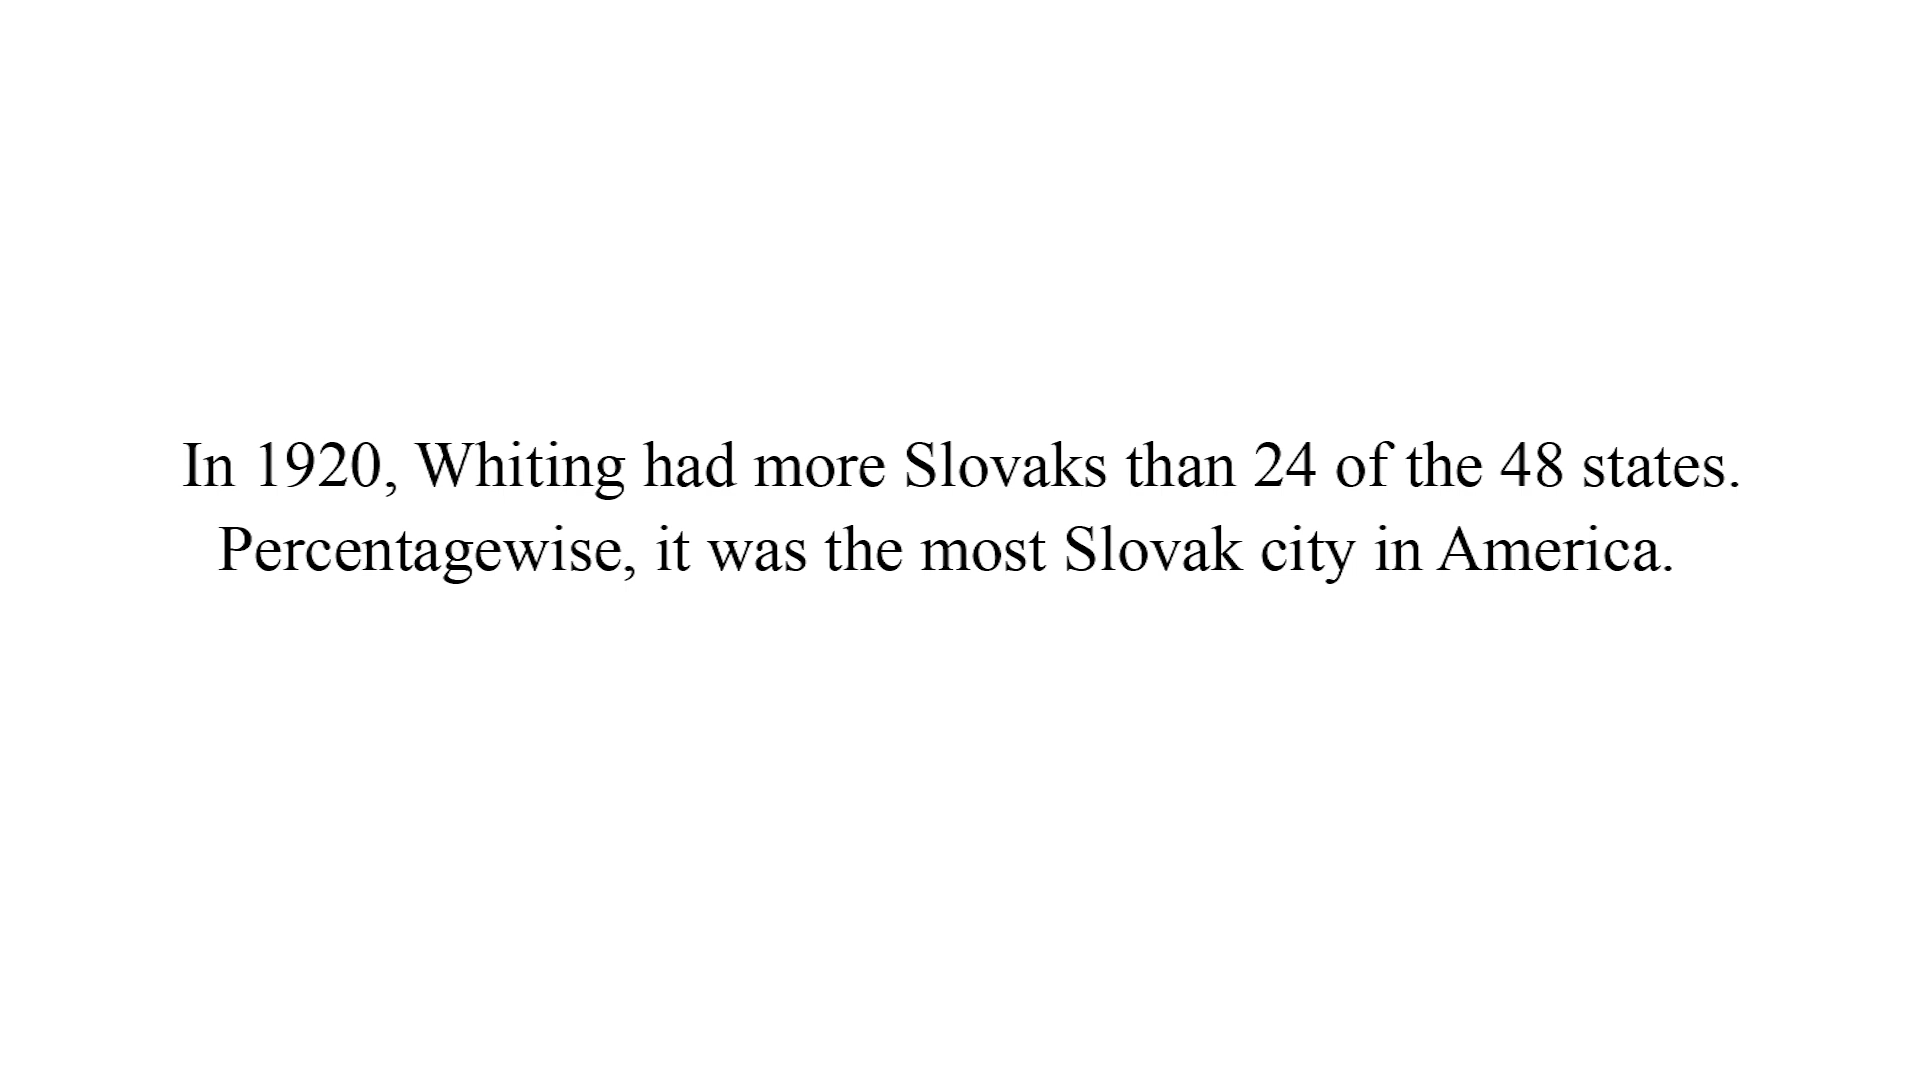 In 1920, Whiting had more Slovaks than 24 of the 48 states.
Percentagewise, it was the most Slovak city in America.